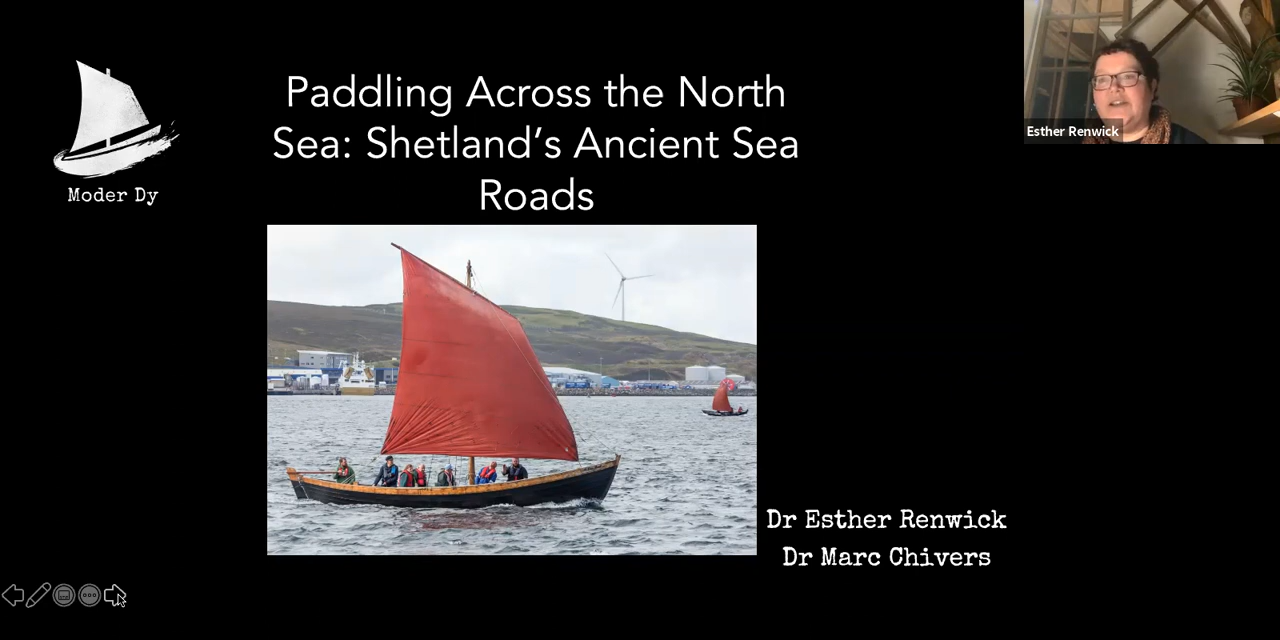 Paddling Across the North
Sea: Shetland’s Ancient Sea
Roads
Moder Dy
Esther Renwick
Dr Esther Renwick
Dr Marc Chivers